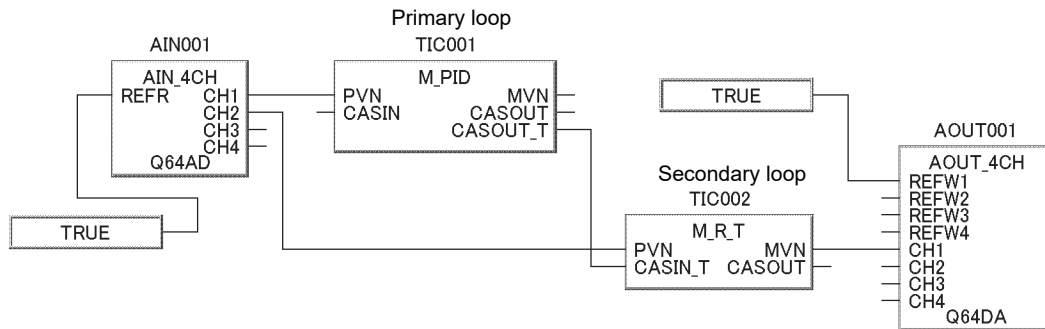 Primary loop
AIN001
TIC001
AIN_4CH
REFR CH1
CH2
CH3
CH4
Q64AD
M_PID
PVN MVN
CASIN CASOUT
CASOUT_T
TRUE
TRUE
AOUT001
AOUT_4CH
REFW1
REFW2
REFW3
REFW4
CH1
CH2
CH3
CH4
Q64DA
Secondary loop
TIC002
M_R_T
PVN MVN
CASIN_T CASOUT